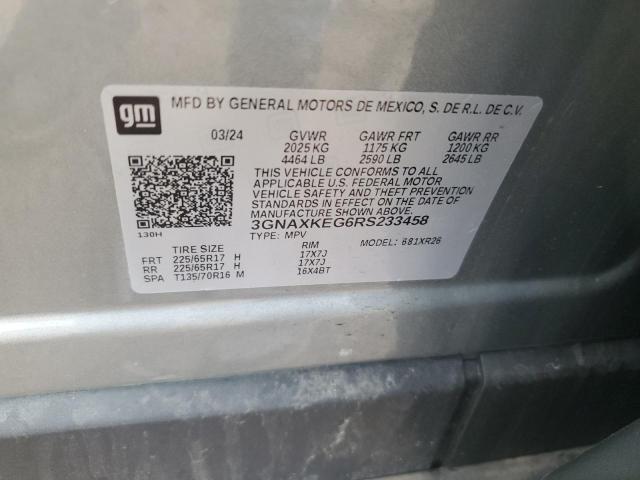 gm
MFD BY GENERAL MOTORS DE MEXICO, S. DE R.L. DE C.V.
03/24 GVWR GAWR FRT GAWR RR
2025 KG 1175 KG 1200 KG
4464 LB 2590 LB 2645 LB
THIS VEHICLE CONFORMS TO ALL
APPLICABLE U.S. FEDERAL MOTOR
VEHICLE SAFETY AND THEFT PREVENTION
STANDARDS IN EFFECT ON THE DATE OF
MANUFACTURE SHOWN ABOVE.
3GNAXKEG6RS233458
130H TYPE: MPV MODEL: 681XR26
TIRE SIZE RIM
FRT 225/65R17 H 17X7J
RR 225/65R17 H 17X7J
SPA T135/70R16 M 16X4BT